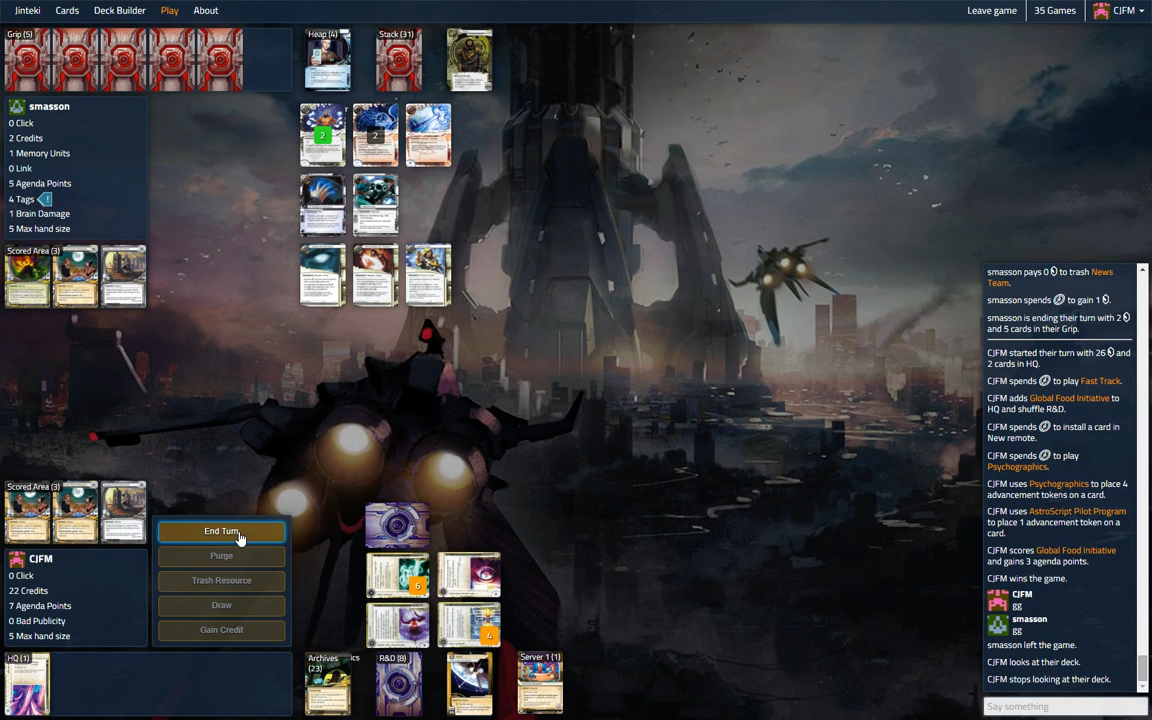 Jinteki Cards Deck Builder Play About Leave game 35 Games CJFM
Grip (5)
Heap (4)
Stack (31)
smasson
0 Click
2 Credits
1 Memory Units
0 Link
5 Agenda Points
4 Tags
1 Brain Damage
5 Max hand size
2
2
Scored Area (3)
Scored Area (3)
CJFM
0 Click
22 Credits
7 Agenda Points
0 Bad Publicity
5 Max hand size
End Turn
Purge
Trash Resource
Draw
Gain Credit
6
4
HQ (1)
Archives
(23)
ics
R&D (8)
Server 1 (1)
smasson pays 0 to trash News
Team.
smasson spends to gain 1 .
smasson is ending their turn with 2
and 5 cards in their Grip.
CJFM started their turn with 26 and
2 cards in HQ.
CJFM spends to play Fast Track.
CJFM adds Global Food Initiative to
HQ and shuffle R&D.
CJFM spends to install a card in
New remote.
CJFM spends to play
Psychographics.
CJFM uses Psychographics to place 4
advancement tokens on a card.
CJFM uses AstroScript Pilot Program
to place 1 advancement token on a
card.
CJFM scores Global Food Initiative
and gains 3 agenda points.
CJFM wins the game.
CJFM
gg
smasson
gg
smasson left the game.
CJFM looks at their deck.
CJFM stops looking at their deck.
Say something